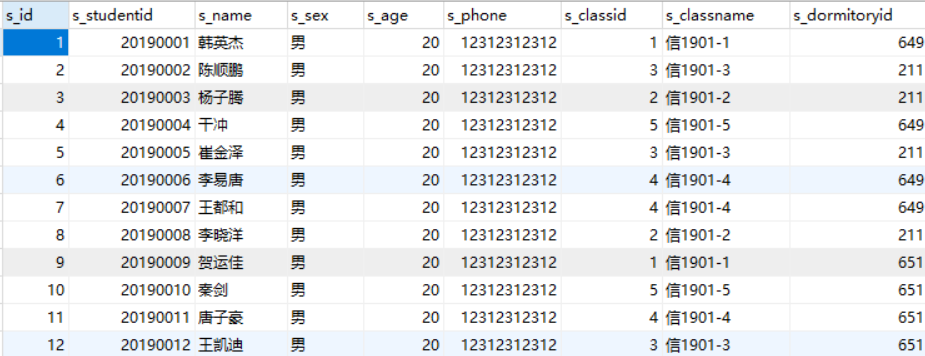 s_id s_studentid s_name s_sex s_age s_phone s_classid s_classname s_dormitoryid
1 20190001 韩英杰 男 20 12312312312 1 信1901-1 649
2 20190002 陈顺鹏 男 20 12312312312 3 信1901-3 211
3 20190003 杨子腾 男 20 12312312312 2 信1901-2 211
4 20190004 干冲 男 20 12312312312 5 信1901-5 649
5 20190005 崔金泽 男 20 12312312312 3 信1901-3 211
6 20190006 李易唐 男 20 12312312312 4 信1901-4 649
7 20190007 王都和 男 20 12312312312 4 信1901-4 649
8 20190008 李晓洋 男 20 12312312312 2 信1901-2 211
9 20190009 贺运佳 男 20 12312312312 1 信1901-1 651
10 20190010 秦剑 男 20 12312312312 5 信1901-5 651
11 20190011 唐子豪 男 20 12312312312 4 信1901-4 651
12 20190012 王凯迪 男 20 12312312312 3 信1901-3 651